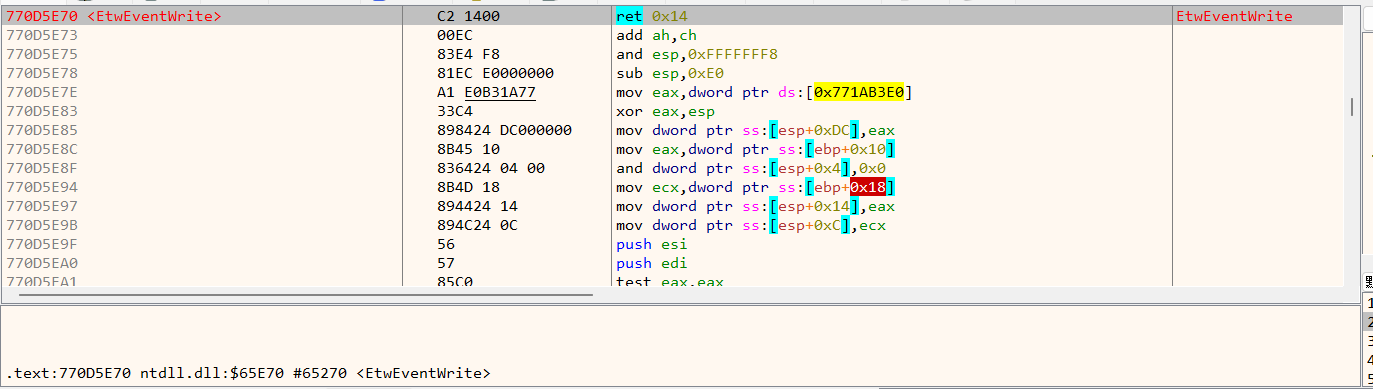 770D5E70 <EtwEventWrite> C2 1400 ret 0x14 EtwEventWrite
770D5E73 00EC add ah,ch
770D5E75 83E4 F8 and esp,0xFFFFFFF8
770D5E78 81EC E0000000 sub esp,0xE0
770D5E7E A1 E0B31A77 mov eax,dword ptr ds:[0x771AB3E0]
770D5E83 33C4 xor eax,esp
770D5E85 898424 DC000000 mov dword ptr ss:[esp+0xDC],eax
770D5E8C 8B45 10 mov eax,dword ptr ss:[ebp+0x10]
770D5E8F 836424 04 00 and dword ptr ss:[esp+0x4],0x0
770D5E94 8B4D 18 mov ecx,dword ptr ss:[ebp+0x18]
770D5E97 894424 14 mov dword ptr ss:[esp+0x14],eax
770D5E9B 894C24 0C mov dword ptr ss:[esp+0xC],ecx
770D5E9F 56 push esi
770D5EA0 57 push edi
770D5EA1 85C0 test eax,eax
.text:770D5E70 ntdll.dll:$65E70 #65270 <EtwEventWrite>
1
2
3
4
5